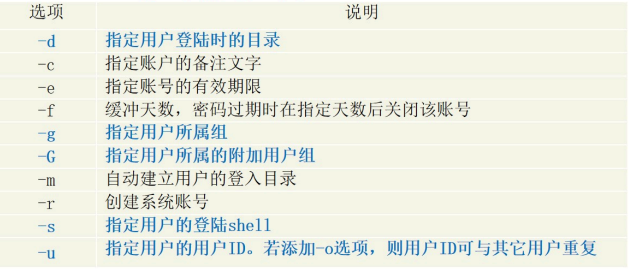 选项 说明
-d 指定用户登陆时的目录
-c 指定账户的备注文字
-e 指定账号的有效期限
-f 缓冲天数，密码过期时在指定天数后关闭该账号
-g 指定用户所属组
-G 指定用户所属的附加用户组
-m 自动建立用户的登入目录
-r 创建系统账号
-s 指定用户的登陆shell
-u 指定用户的用户ID。若添加-o选项，则用户ID可与其它用户重复